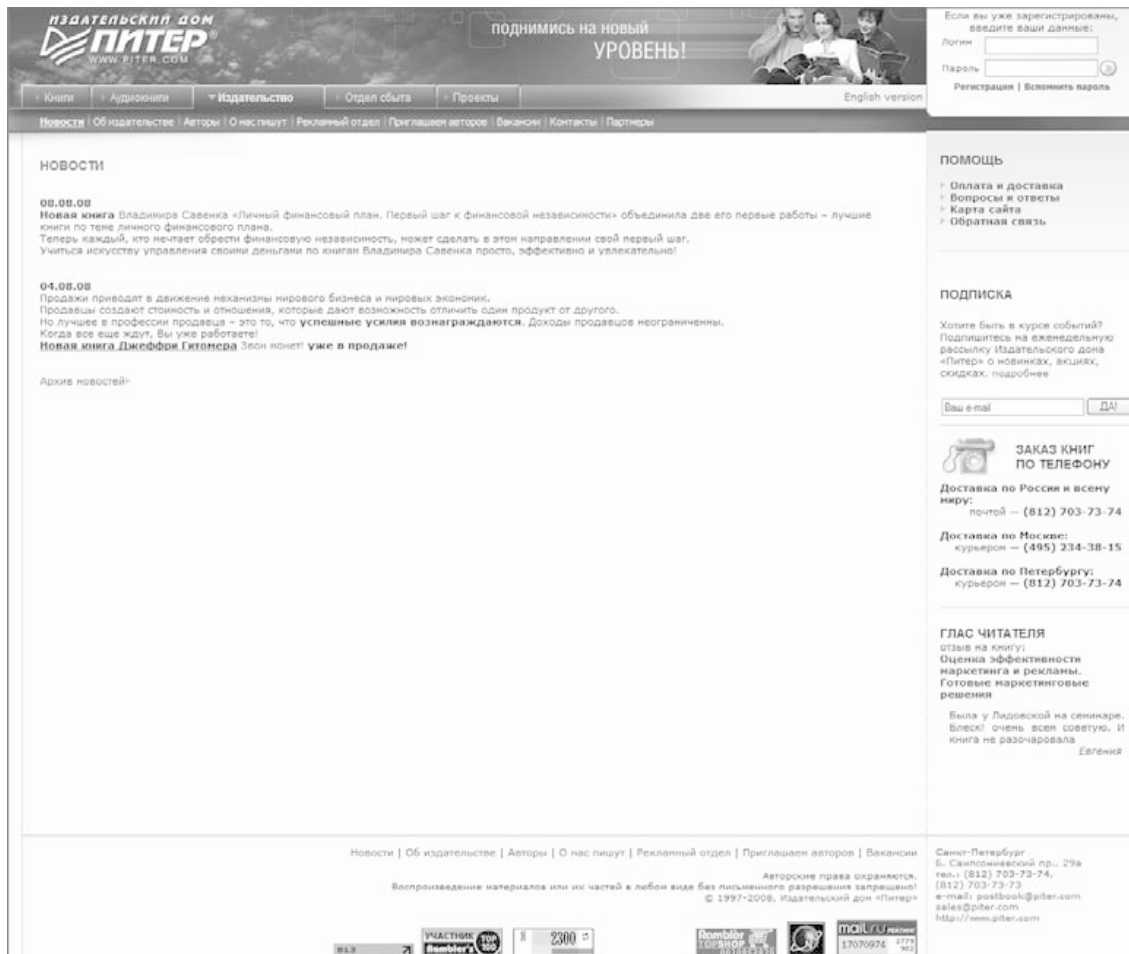 ИЗДАТЕЛЬСКИЙ ДОМ
ПИТЕР®
WWW.PITER.COM
поднимись на новый
УРОВЕНЬ!
Если вы уже зарегистрированы,
введите ваши данные:
Логин
Пароль
Регистрация | Вспомнить пароль
Книги Аудиокниги Издательство Отдел сбыта Проекты English version
Новости | Об издательстве | Авторы | О нас пишут | Рекламный отдел | Приглашаем авторов | Вакансии | Контакты | Партнеры
НОВОСТИ
08.08.08
Новая книга Владимира Савенка «Личный финансовый план. Первый шаг к финансовой независимости» объединила две его первые работы – лучшие
книги по теме личного финансового плана.
Теперь каждый, кто мечтает обрести финансовую независимость, может сделать в этом направлении свой первый шаг.
Учиться искусству управления своими деньгами по книгам Владимира Савенка просто, эффективно и увлекательно!
04.08.08
Продажи приводят в движение механизмы мирового бизнеса и мировых экономик.
Продавцы создают стоимость и отношения, которые дают возможность отличить один продукт от другого.
Но лучшее в профессии продавца – это то, что успешные усилия вознаграждаются. Доходы продавцов неограниченны.
Когда все еще ждут, Вы уже работаете!
Новая книга Джеффри Гитомера Звон монет! уже в продаже!
Архив новостей
ПОМОЩЬ
Оплата и доставка
Вопросы и ответы
Карта сайта
Обратная связь
ПОДПИСКА
Хотите быть в курсе событий?
Подпишитесь на еженедельную
рассылку Издательского дома
«Питер» о новинках, акциях,
скидках. подробнее
Ваш e-mail ДА!
ЗАКАЗ КНИГ
ПО ТЕЛЕФОНУ
Доставка по России и всему
миру:
почтой — (812) 703-73-74
Доставка по Москве:
курьером — (495) 234-38-15
Доставка по Петербургу:
курьером — (812) 703-73-74
ГЛАС ЧИТАТЕЛЯ
отзыв на книгу:
Оценка эффективности
маркетинга и рекламы.
Готовые маркетинговые
решения
Была у Лидовской на семинаре.
Блеск! очень всем советую. И
книга не разочаровала
Евгения
Новости | Об издательстве | Авторы | О нас пишут | Рекламный отдел | Приглашаем авторов | Вакансии
Авторские права охраняются.
Воспроизведение материалов или их частей в любом виде без письменного разрешения запрещено!
© 1997-2008, Издательский дом «Питер»
Санкт-Петербург
Б. Сампсониевский пр., 29а
тел.: (812) 703-73-74,
(812) 703-73-73
e-mail: postbook@piter.com
sales@piter.com
http://www.piter.com
813
УЧАСТНИК
Rambler's TOP 100
2300
Rambler
TOPSHOP
mail.ru рейтинг
17070974 2779
902